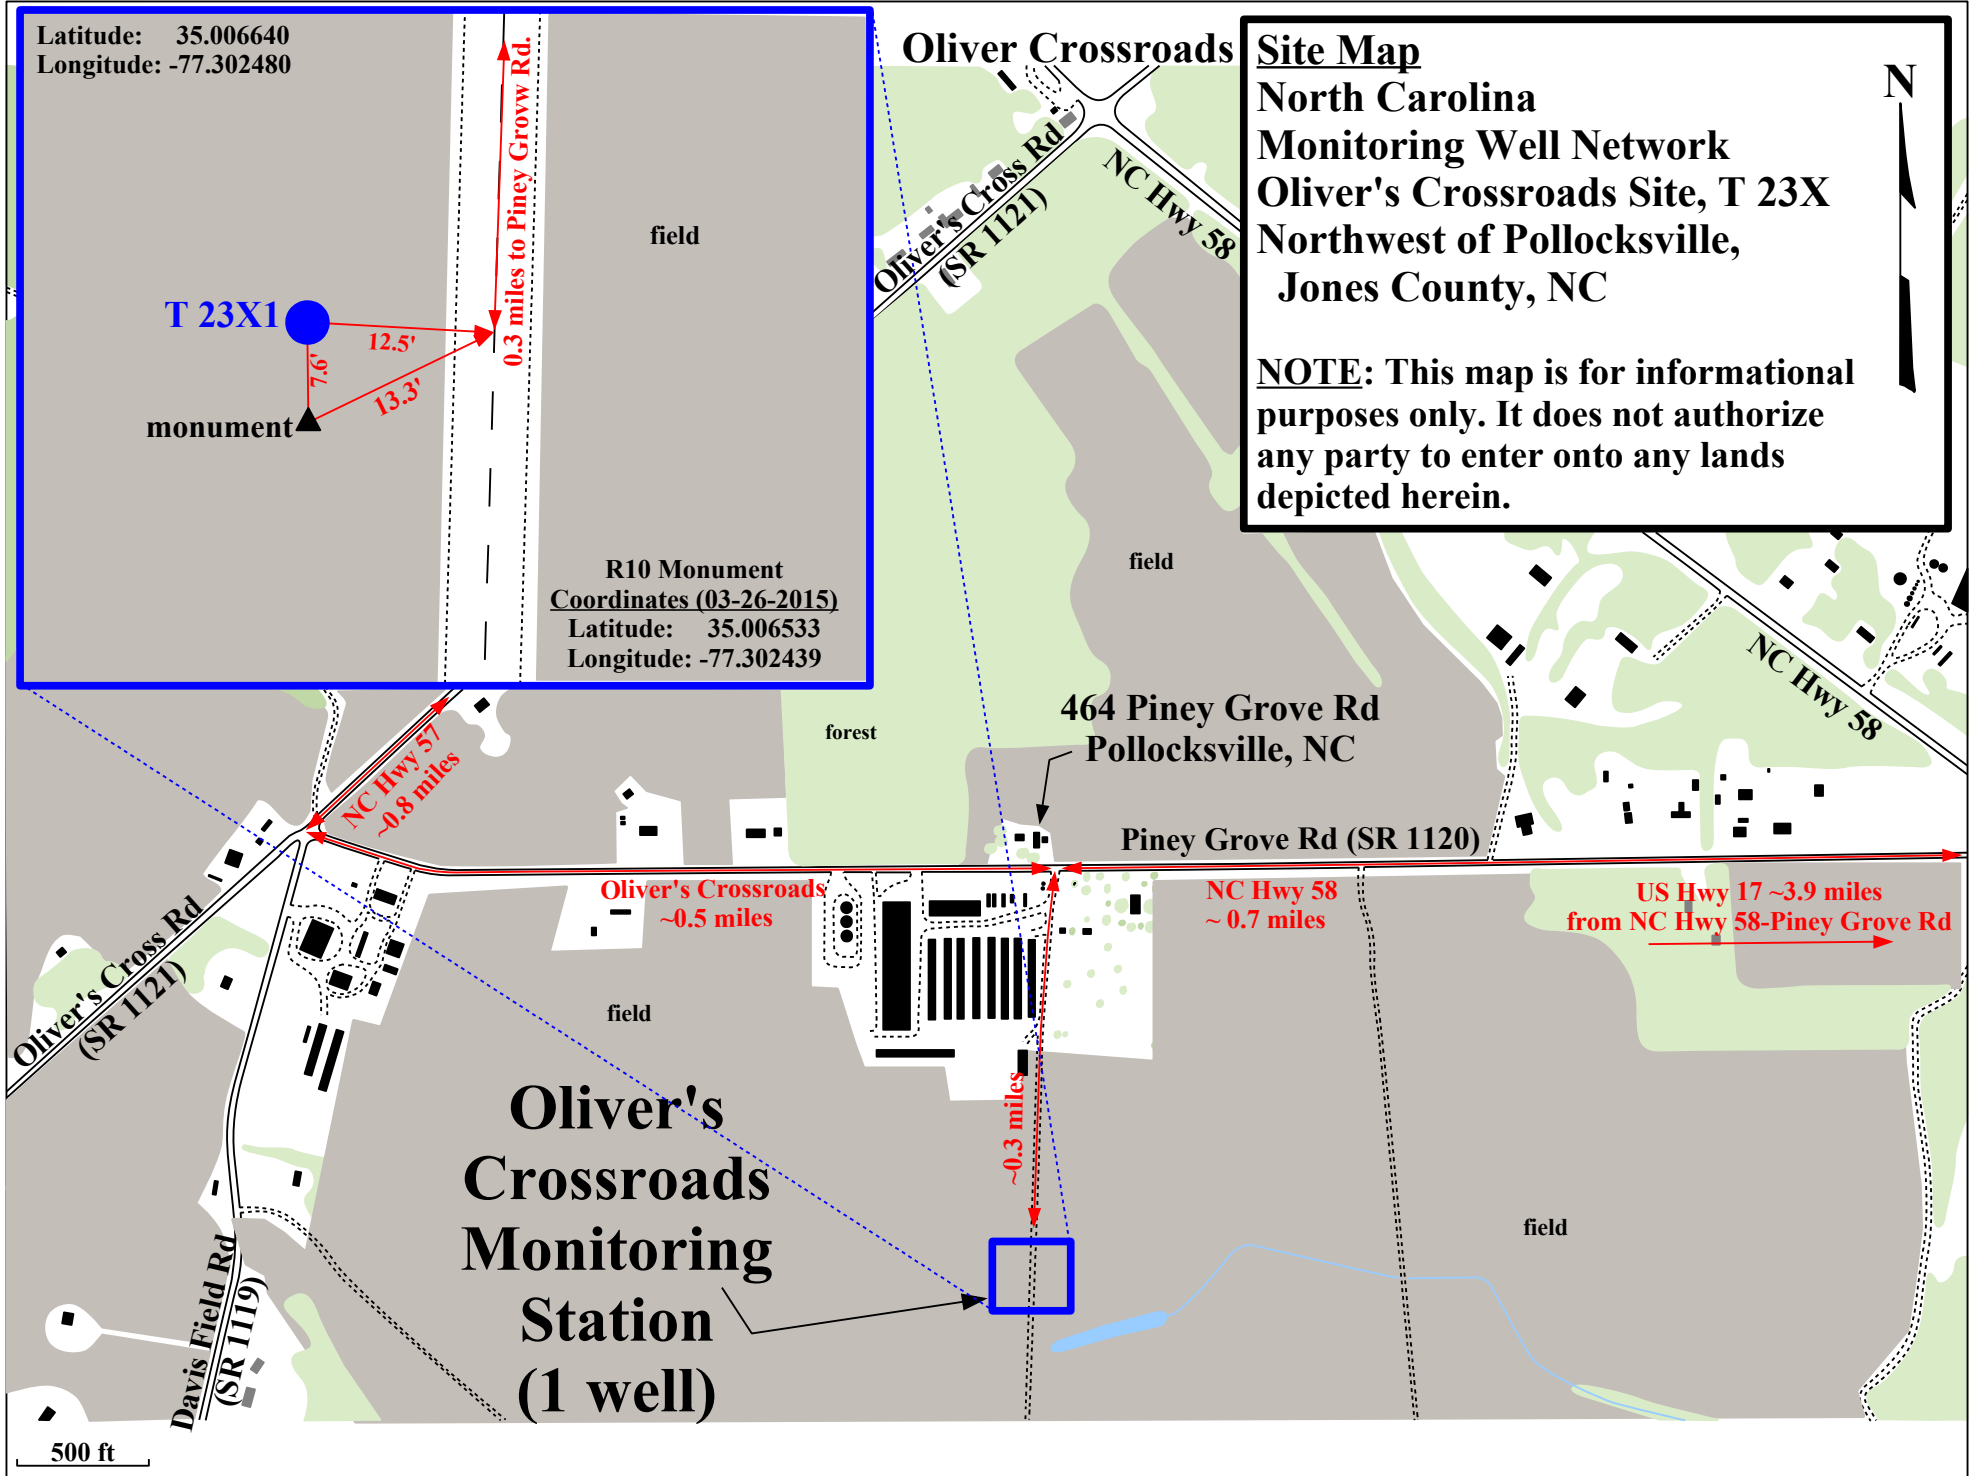 Latitude: 35.006640
Longitude: -77.302480
0.3 miles to Piney Grovw Rd.
field
T 23X1
12.5'
7.6'
13.3'
monument
R10 Monument
Coordinates (03-26-2015)
Latitude: 35.006533
Longitude: -77.302439
Oliver Crossroads
Oliver's Cross Rd
(SR 1121)
NC Hwy 58
Site Map
North Carolina
Monitoring Well Network
Oliver's Crossroads Site, T 23X
Northwest of Pollocksville,
Jones County, NC
NOTE: This map is for informational
purposes only. It does not authorize
any party to enter onto any lands
depicted herein.
N
field
NC Hwy 58
forest
464 Piney Grove Rd
Pollocksville, NC
NC Hwy 57
~0.8 miles
Piney Grove Rd (SR 1120)
Oliver's Crossroads
~0.5 miles
NC Hwy 58
~ 0.7 miles
US Hwy 17 ~3.9 miles
from NC Hwy 58-Piney Grove Rd
Oliver's Cross Rd
(SR 1121)
field
~0.3 miles
Oliver's
Crossroads
Monitoring
Station
(1 well)
field
Davis Field Rd
(SR 1119)
500 ft